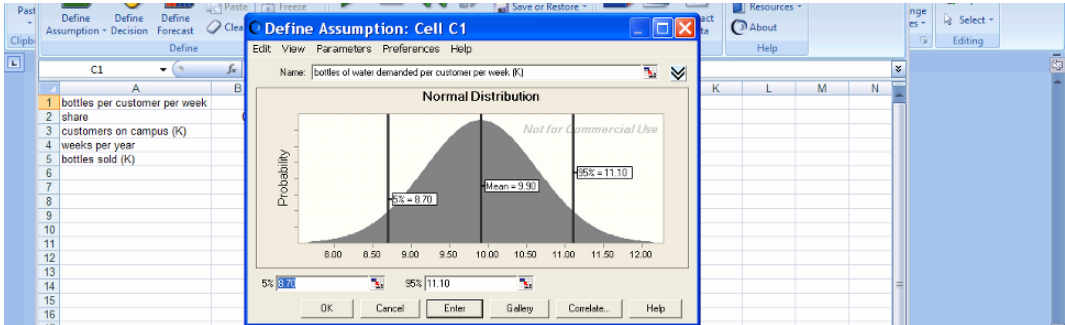 Past
Define Assumption
Define Decision
Define Forecast
Paste
Freeze
Clea
Save or Restore
Resources
About
nge
Select
Clipb
Define
Help
Editing
Define Assumption: Cell C1
Edit View Parameters Preferences Help
Name: bottles of water demanded per customer per week (K)
C1
fx
A B K L M N
1 bottles per customer per week
2 share
3 customers on campus (K)
4 weeks per year
5 bottles sold (K)
6
7
8
9
10
11
12
13
14
15
16
Normal Distribution
Not for Commercial Use
Probability
5% = 8.70
Mean = 9.90
95% = 11.10
8.00 8.50 9.00 9.50 10.00 10.50 11.00 11.50 12.00
5% 8.70 95% 11.10
OK Cancel Enter Gallery Correlate... Help